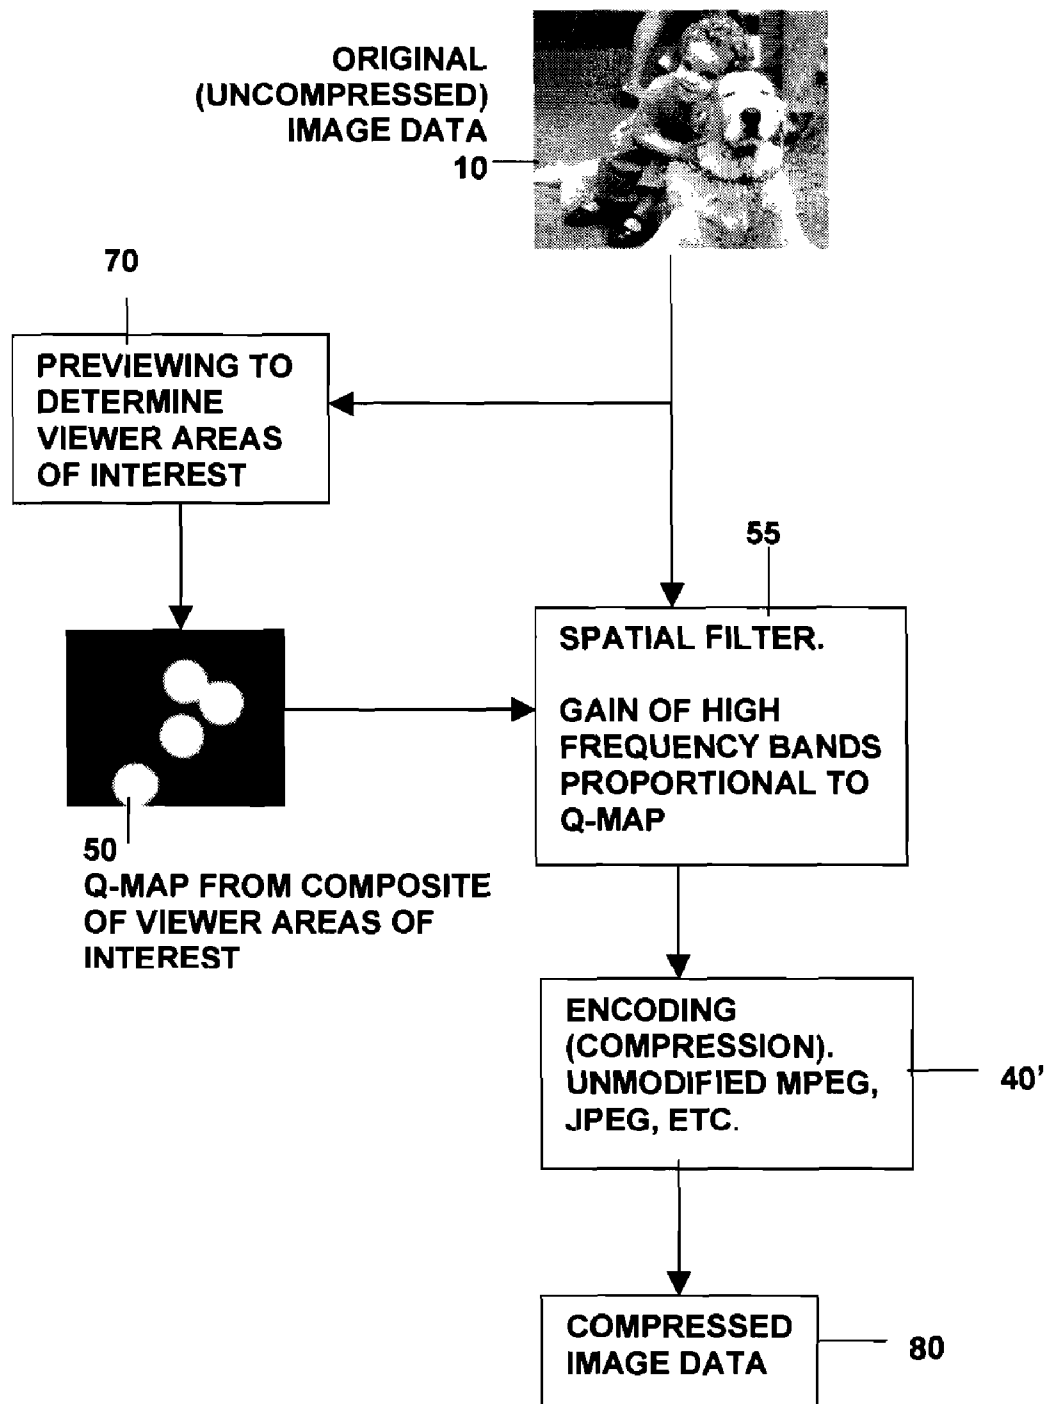 ORIGINAL
(UNCOMPRESSED)
IMAGE DATA
10
70
PREVIEWING TO
DETERMINE
VIEWER AREAS
OF INTEREST
55
SPATIAL FILTER.
GAIN OF HIGH
FREQUENCY BANDS
PROPORTIONAL TO
Q-MAP
50
Q-MAP FROM COMPOSITE
OF VIEWER AREAS OF
INTEREST
ENCODING
(COMPRESSION).
UNMODIFIED MPEG,
JPEG, ETC.
40'
COMPRESSED
IMAGE DATA
80